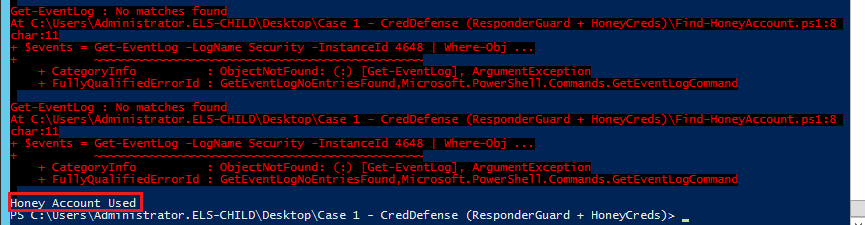 Get-EventLog : No matches found
At C:\Users\Administrator.ELS-CHILD\Desktop\Case 1 - CredDefense (ResponderGuard + HoneyCreds)\Find-HoneyAccount.ps1:8
char:11
+ $events = Get-EventLog -LogName Security -InstanceId 4648 | Where-Obj ...
+           ~~~~~~~~~~~~~~~~~~~~~~~~~~~~~~~~~~~~~~~~~~~~~~~
    + CategoryInfo          : ObjectNotFound: (:) [Get-EventLog], ArgumentException
    + FullyQualifiedErrorId : GetEventLogNoEntriesFound,Microsoft.PowerShell.Commands.GetEventLogCommand
Get-EventLog : No matches found
At C:\Users\Administrator.ELS-CHILD\Desktop\Case 1 - CredDefense (ResponderGuard + HoneyCreds)\Find-HoneyAccount.ps1:8
char:11
+ $events = Get-EventLog -LogName Security -InstanceId 4648 | Where-Obj ...
+           ~~~~~~~~~~~~~~~~~~~~~~~~~~~~~~~~~~~~~~~~~~~~~~~
    + CategoryInfo          : ObjectNotFound: (:) [Get-EventLog], ArgumentException
    + FullyQualifiedErrorId : GetEventLogNoEntriesFound,Microsoft.PowerShell.Commands.GetEventLogCommand
Honey Account Used
PS C:\Users\Administrator.ELS-CHILD\Desktop\Case 1 - CredDefense (ResponderGuard + HoneyCreds)> _